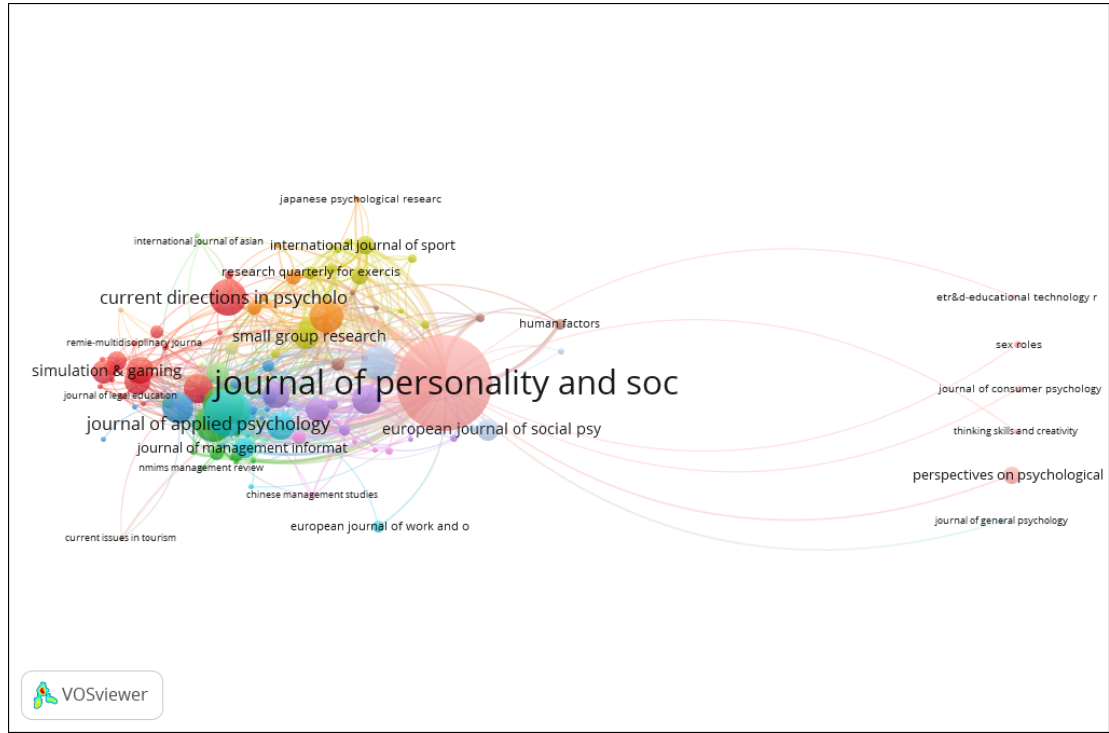 japanese psychological researc
international journal of asian
international journal of sport
research quarterly for exercis
current directions in psycholo
etr&d-educational technology r
human factors
small group research
remie-multidisciplinary journa
sex roles
simulation & gaming
journal of personality and soc
journal of consumer psychology
journal of legal education
journal of applied psychology
european journal of social psy
thinking skills and creativity
journal of management informat
nmims management review
perspectives on psychological
chinese management studies
european journal of work and o
journal of general psychology
current issues in tourism
VOSviewer